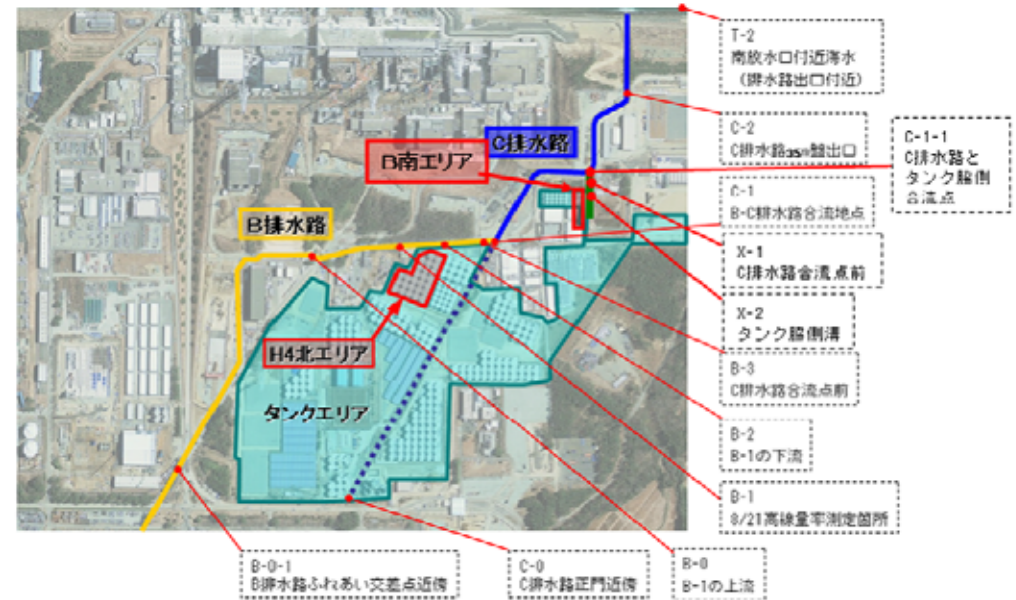 T-2
南放水口付近海水
（排水路出口付近）
C-2
C排水路35m盤出口
C-1-1
C排水路と
タンク脇側
合流点
C-1
B-C排水路合流地点
X-1
C排水路合流点前
X-2
タンク脇側溝
B-3
C排水路合流点前
B-2
B-1の下流
B-1
8/21高線量率測定箇所
B-0
B-1の上流
C-0
C排水路正門近傍
B-0-1
B排水路ふれあい交差点近傍
C排水路
B南エリア
B排水路
H4北エリア
タンクエリア